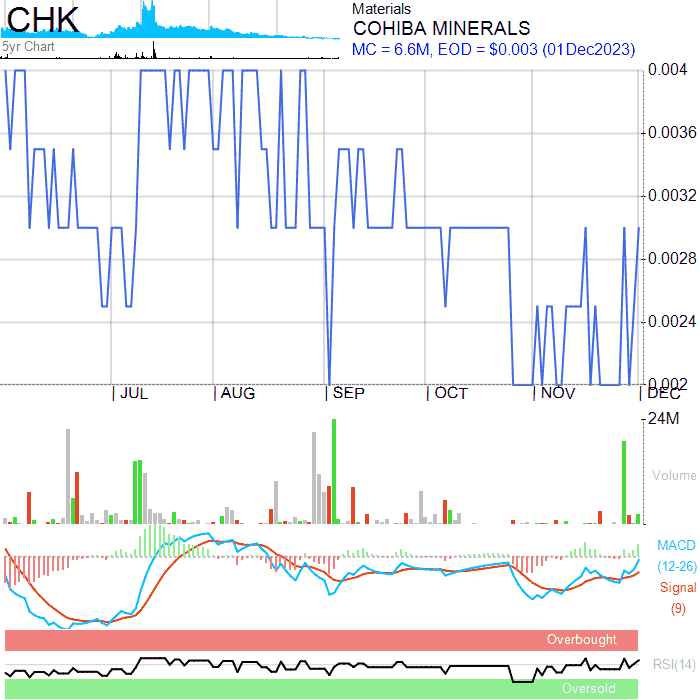 CHK
Materials
COHIBA MINERALS
MC = 6.6M, EOD = $0.003 (01Dec2023)
5yr Chart
0.004
0.0036
0.0032
0.0028
0.0024
0.002
JUL AUG SEP OCT NOV DEC
24M
Volume
MACD
(12-26)
Signal
(9)
Overbought
RSI(14)
Oversold